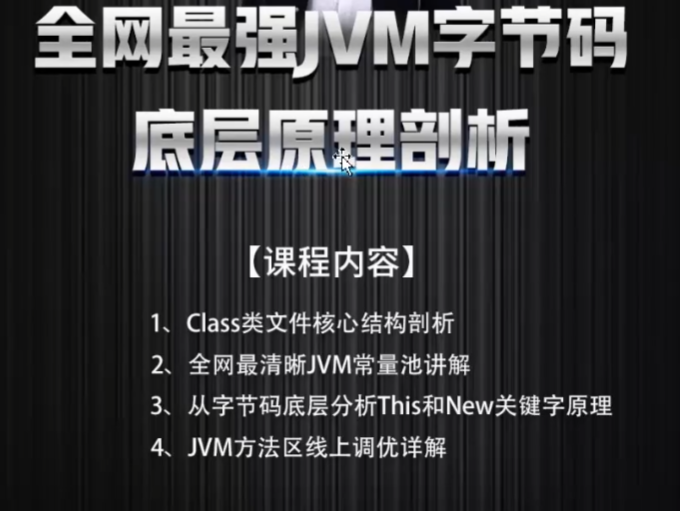 全网最强JVM字节码
底层原理剖析
【课程内容】
1、Class类文件核心结构剖析
2、全网最清晰JVM常量池讲解
3、从字节码底层分析This和New关键字原理
4、JVM方法区线上调优详解